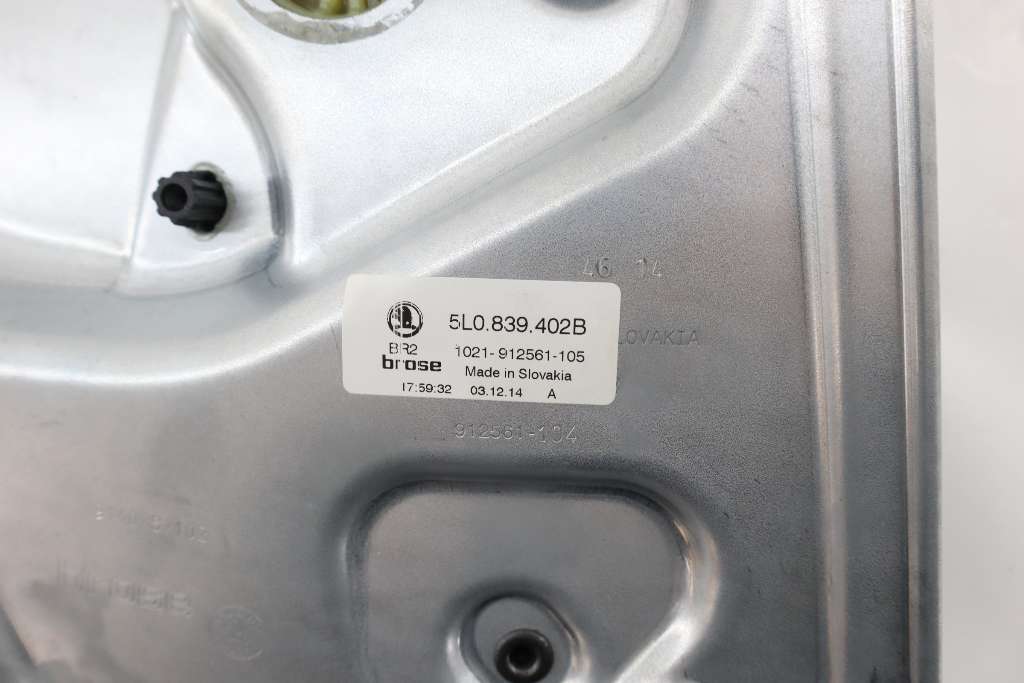 46 14
5L0.839.402B
BR2
1021-912561-105
brose
Made in Slovakia
17:59:32 03.12.14 A
LOVAKIA
912561-104